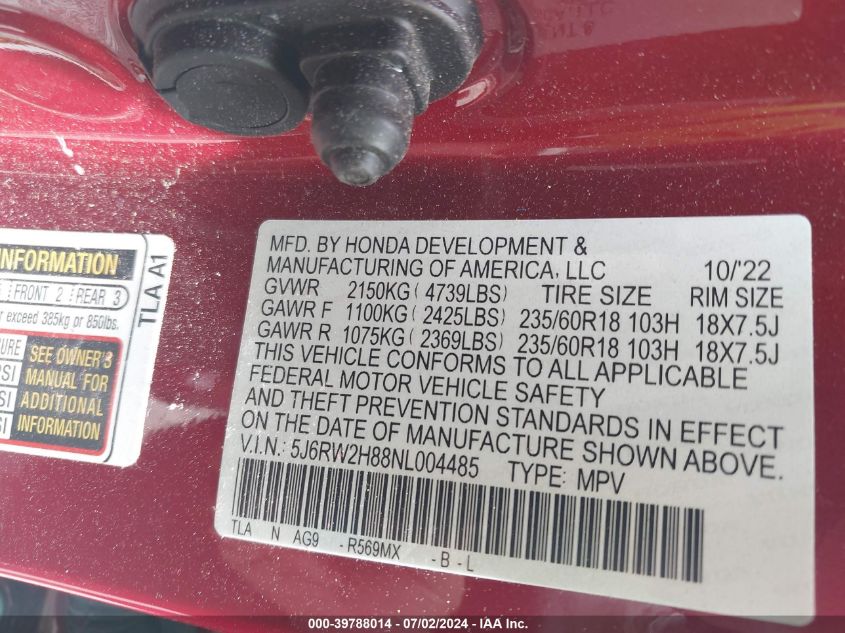 INFORMATION
FRONT 2 REAR 3
exceed 385kg or 850lbs.
SEE OWNER'S
MANUAL FOR
ADDITIONAL
INFORMATION
TLA A1
MFD. BY HONDA DEVELOPMENT &
MANUFACTURING OF AMERICA, LLC 10/'22
GVWR 2150KG ( 4739LBS) TIRE SIZE RIM SIZE
GAWR F 1100KG ( 2425LBS) 235/60R18 103H 18X7.5J
GAWR R 1075KG ( 2369LBS) 235/60R18 103H 18X7.5J
THIS VEHICLE CONFORMS TO ALL APPLICABLE
FEDERAL MOTOR VEHICLE SAFETY
AND THEFT PREVENTION STANDARDS IN EFFECT
ON THE DATE OF MANUFACTURE SHOWN ABOVE.
V.I.N.: 5J6RW2H88NL004485 TYPE: MPV
TLA N AG9 -R569MX -B-L
000-39788014 - 07/02/2024 - IAA Inc.